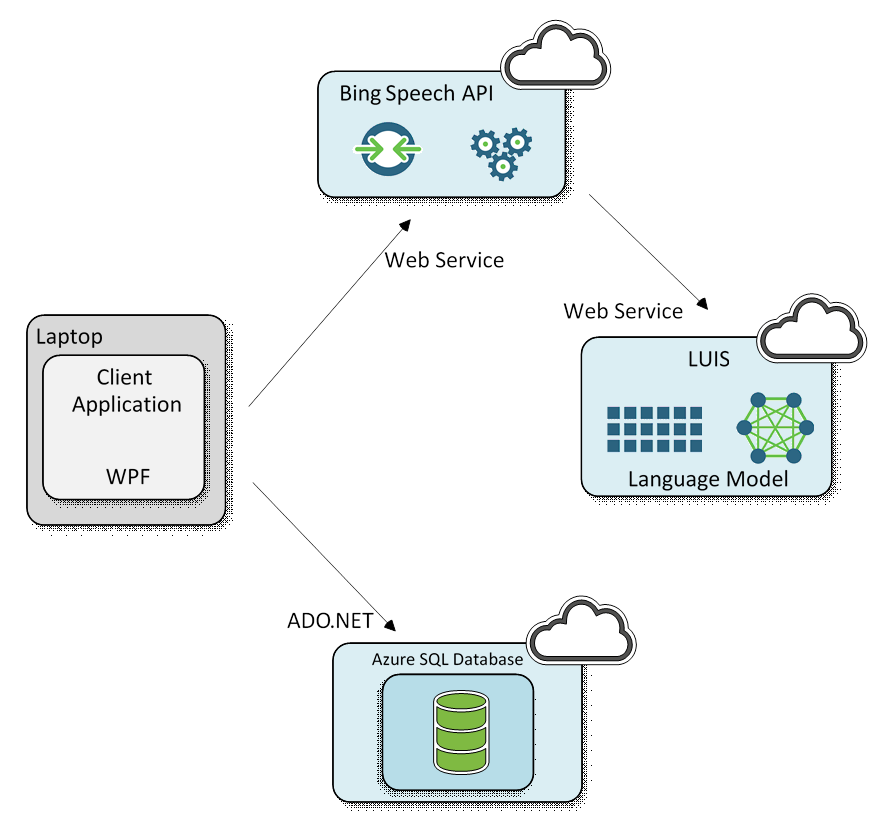 Bing Speech API
Web Service
Web Service
Laptop
Client
Application
WPF
LUIS
Language Model
ADO.NET
Azure SQL Database